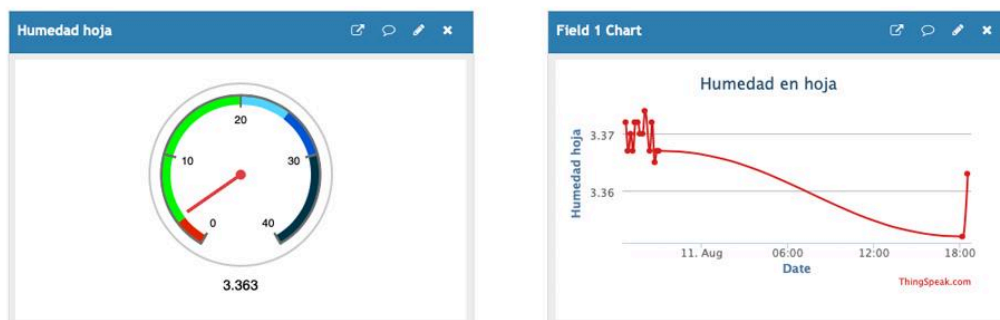 Humedad hoja
20
10
30
0
40
3.363
Field 1 Chart
Humedad en hoja
Humedad hoja
3.37
3.36
11. Aug
06:00
12:00
18:00
Date
ThingSpeak.com